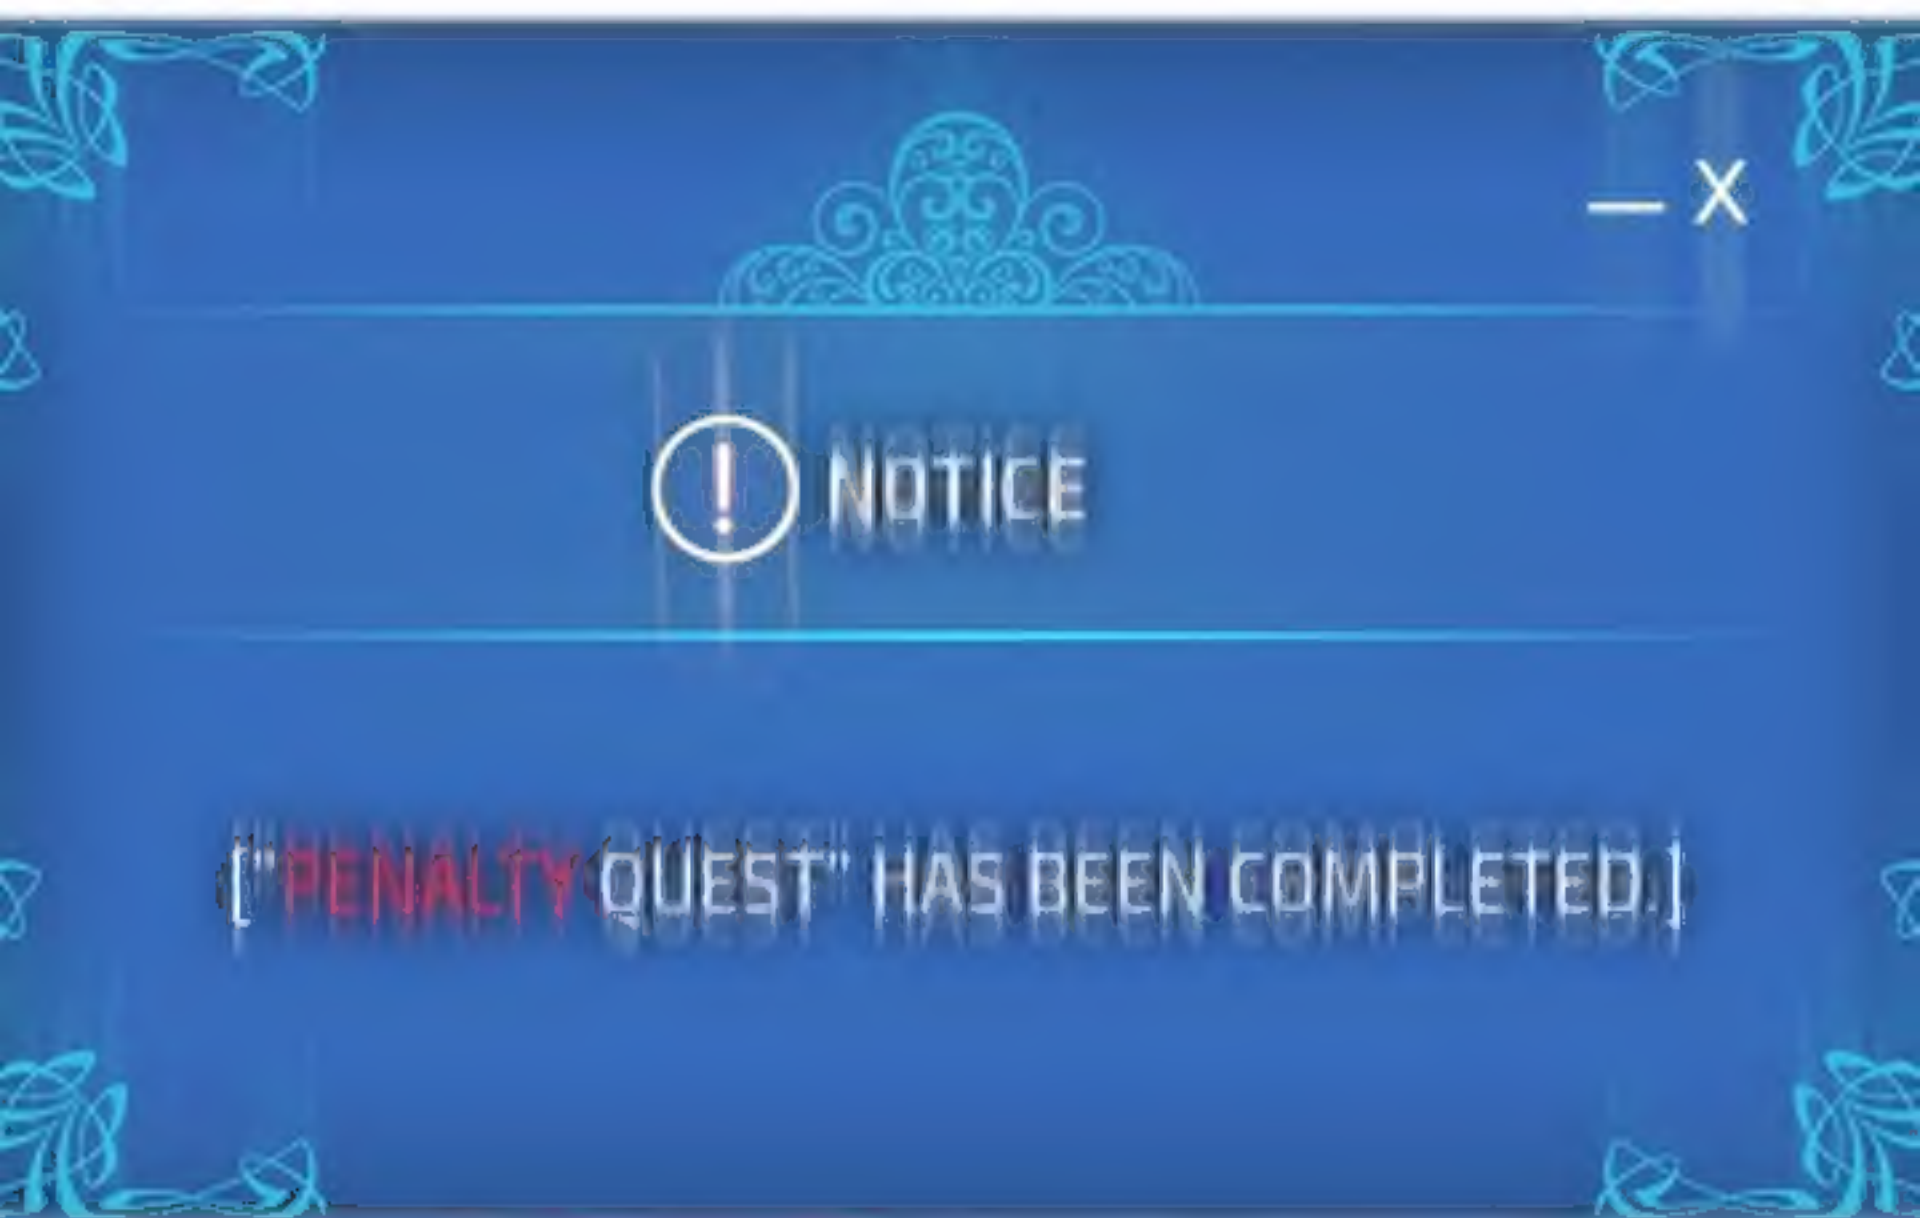 — X
! NOTICE
["PENALTY QUEST" HAS BEEN COMPLETED.]